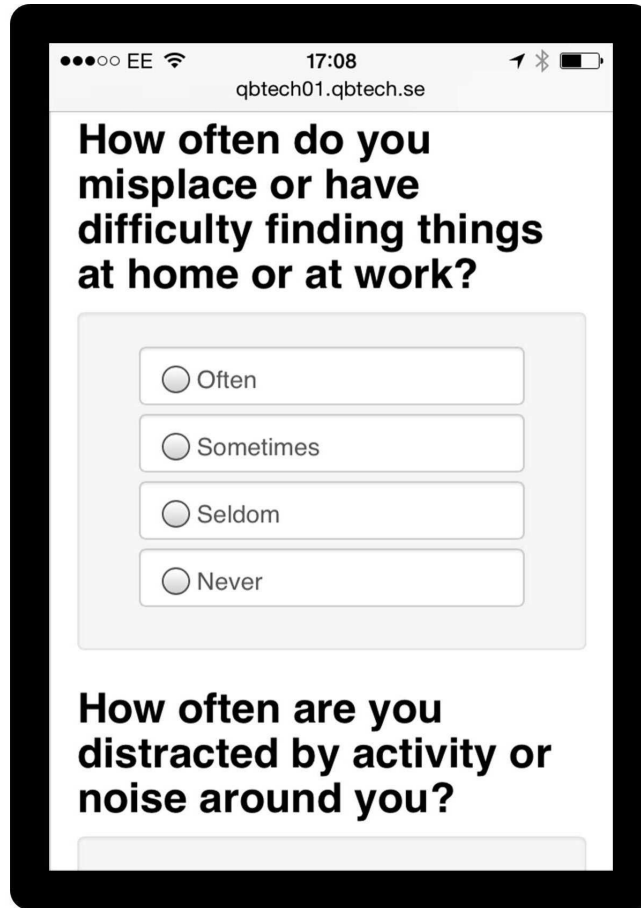 EE 17:08
qbtech01.qbtech.se
How often do you
misplace or have
difficulty finding things
at home or at work?
Often
Sometimes
Seldom
Never
How often are you
distracted by activity or
noise around you?